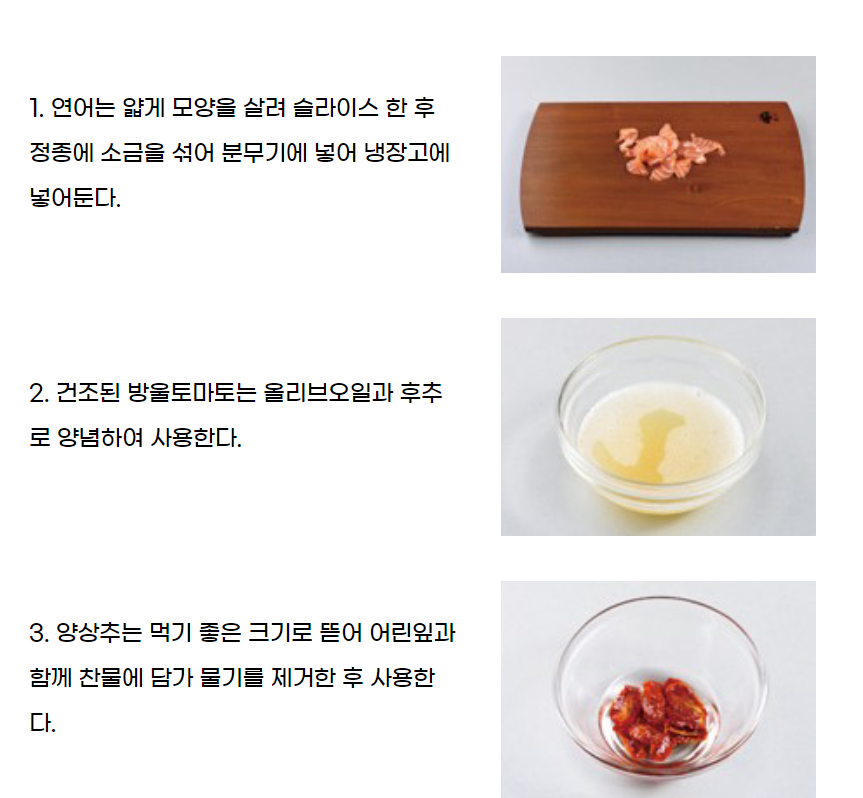 1. 연어는 얇게 모양을 살려 슬라이스 한 후
정종에 소금을 섞어 분무기에 넣어 냉장고에
넣어둔다.
2. 건조된 방울토마토는 올리브오일과 후추
로 양념하여 사용한다.
3. 양상추는 먹기 좋은 크기로 뜯어 어린잎과
함께 찬물에 담가 물기를 제거한 후 사용한
다.